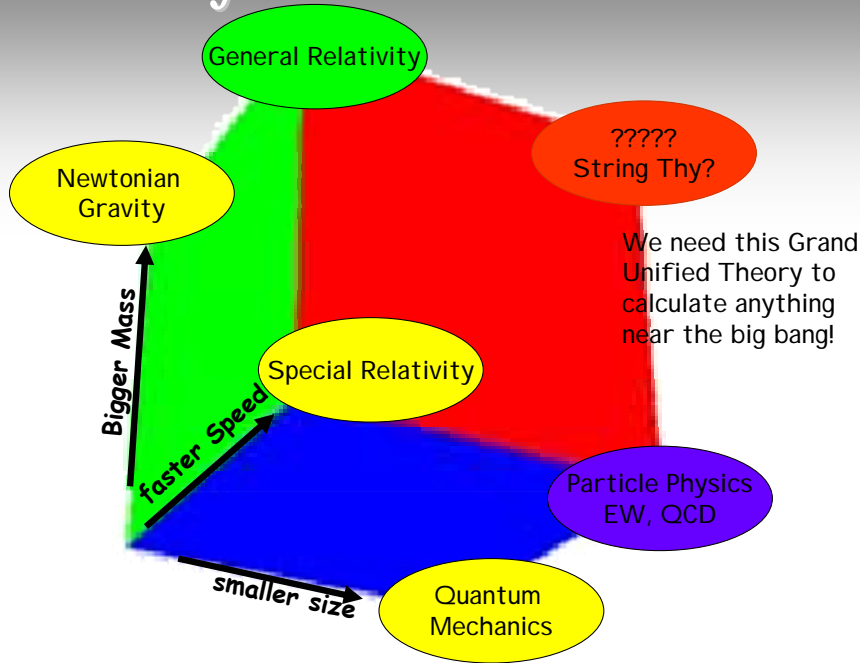 General Relativity
?????
String Thy?
Newtonian
Gravity
We need this Grand
Unified Theory to
calculate anything
near the big bang!
Bigger Mass
Special Relativity
faster Speed
Particle Physics
EW, QCD
smaller size
Quantum
Mechanics